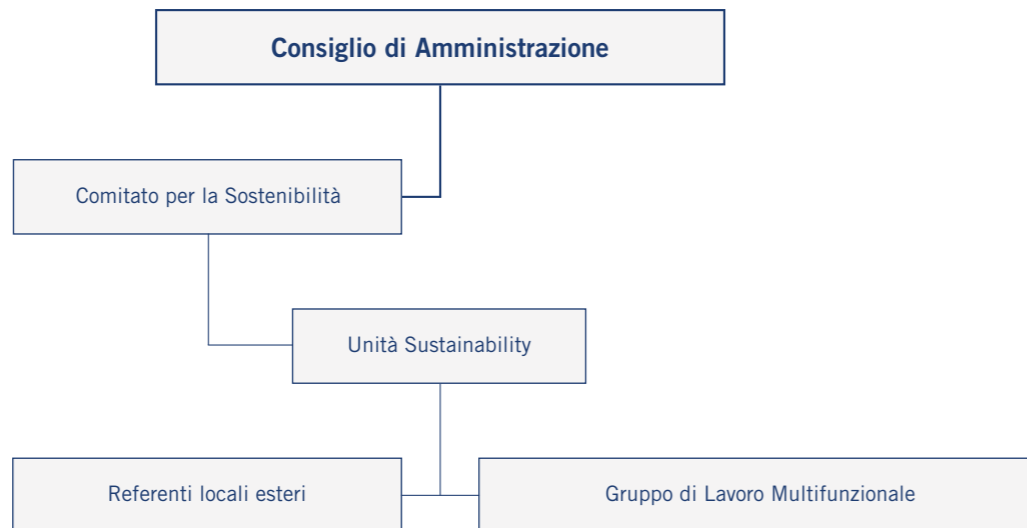 Consiglio di Amministrazione
Comitato per la Sostenibilità
Unità Sustainability
Referenti locali esteri
Gruppo di Lavoro Multifunzionale